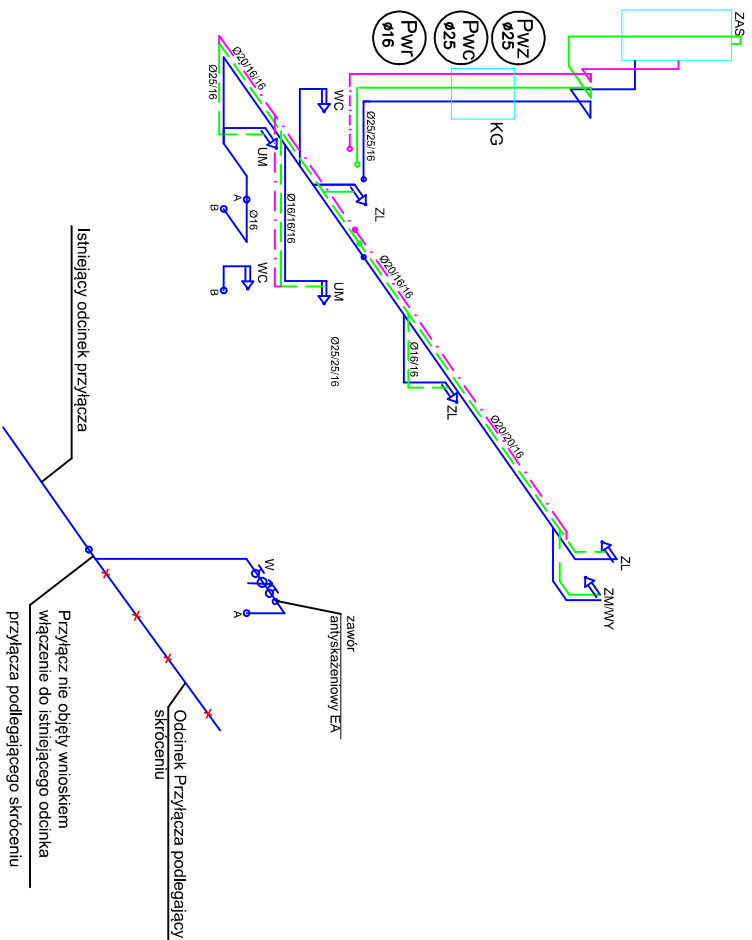 ZAS
Pwz
ø25
Pwc
ø25
Pwr
ø16
KG
Ø20/16/16
Ø25/16
WC
Ø25/25/16
UM
ZL
A
Ø16
B
Ø16/16/16
WC
B
UM
Ø20/16/16
Ø25/25/16
Ø16/16
ZL
Ø20/20/16
ZL
ZM/WY
Istniejący odcinek przyłącza
W
A
zawór
antyskażeniowy EA
Odcinek Przyłącza podlegający
skróceniu
Przyłącz nie objęty wnioskiem
włączenie do istniejącego odcinka
przyłącza podlegającego skróceniu